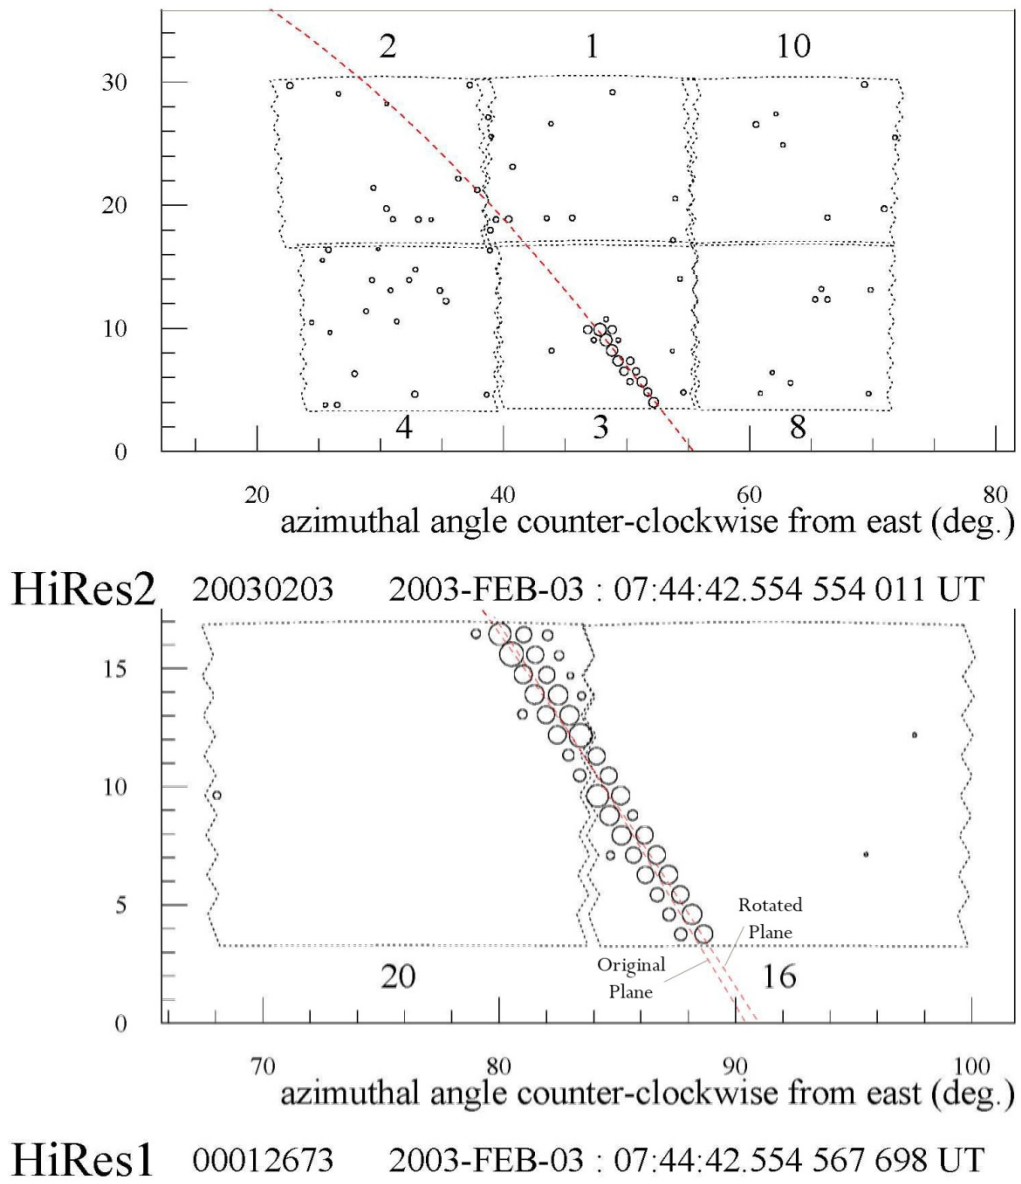 2 1 10
30
20
10
4 3 8
0
20 40 60 80
azimuthal angle counter-clockwise from east (deg.)
HiRes2 20030203 2003-FEB-03 : 07:44:42.554 554 011 UT
15
10
5
Rotated
Plane
Original
Plane
20 16
0
70 80 90 100
azimuthal angle counter-clockwise from east (deg.)
HiRes1 00012673 2003-FEB-03 : 07:44:42.554 567 698 UT